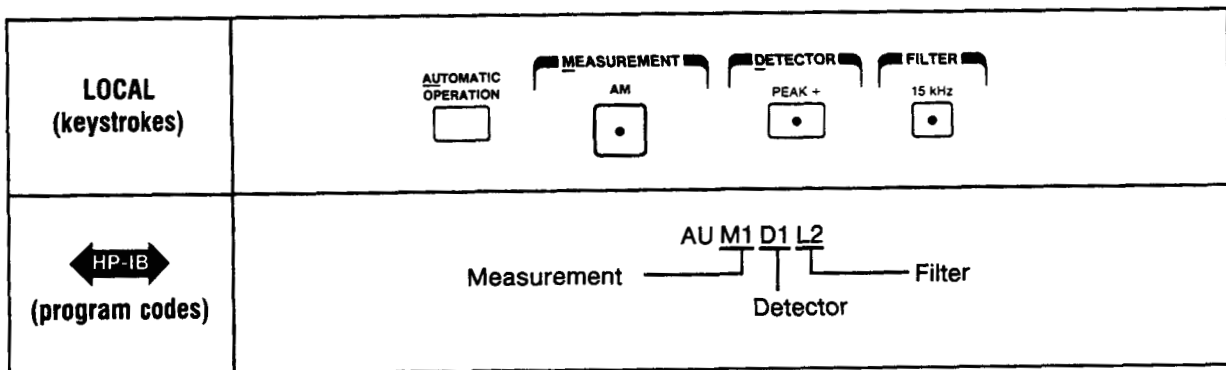 LOCAL
(keystrokes)
AUTOMATIC
OPERATION
MEASUREMENT
AM
DETECTOR
PEAK +
FILTER
15 kHz
HP-IB
(program codes)
AU M1 D1 L2
Measurement
Filter
Detector